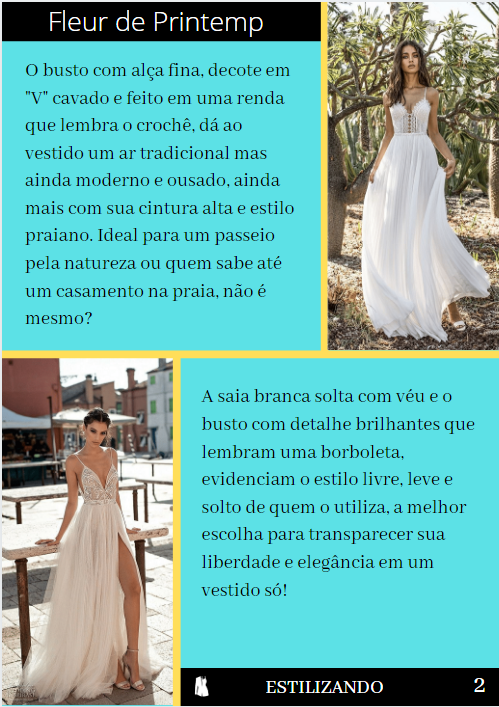 Fleur de Printemp
O busto com alça fina, decote em
"V" cavado e feito em uma renda
que lembra o crochê, dá ao
vestido um ar tradicional mas
ainda moderno e ousado, ainda
mais com sua cintura alta e estilo
praiano. Ideal para um passeio
pela natureza ou quem sabe até
um casamento na praia, não é
mesmo?
A saia branca solta com véu e o
busto com detalhe brilhantes que
lembram uma borboleta,
evidenciam o estilo livre, leve e
solto de quem o utiliza, a melhor
escolha para transparecer sua
liberdade e elegância em um
vestido só!
ESTILIZANDO 2